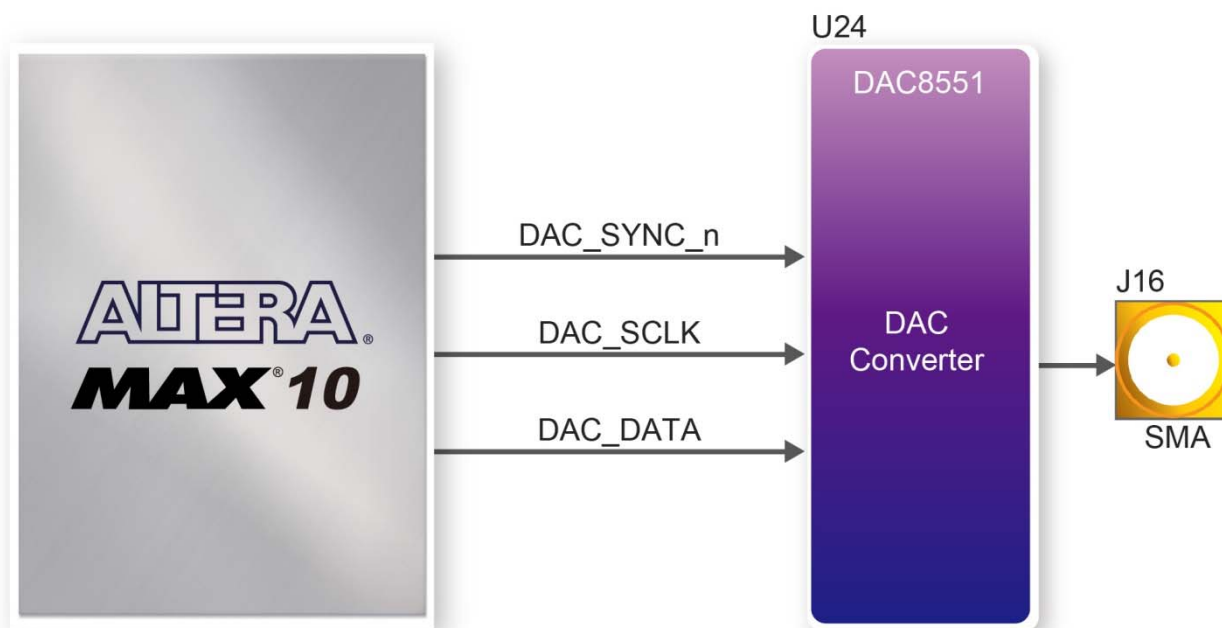 ALTERA®
MAX®10
DAC_SYNC_n
DAC_SCLK
DAC_DATA
U24
DAC8551
DAC
Converter
J16
SMA